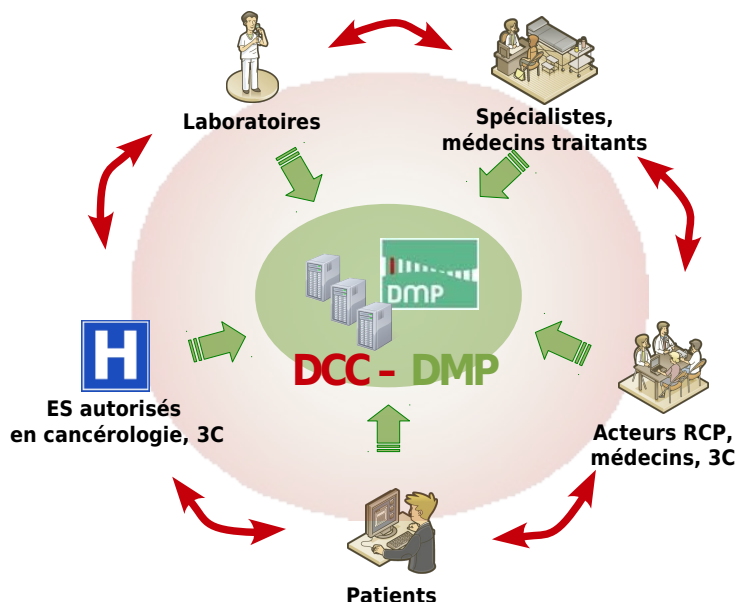 Laboratoires
Spécialistes,
médecins traitants
DMP
DCC – DMP
H
ES autorisés
en cancérologie, 3C
Acteurs RCP,
médecins, 3C
Patients